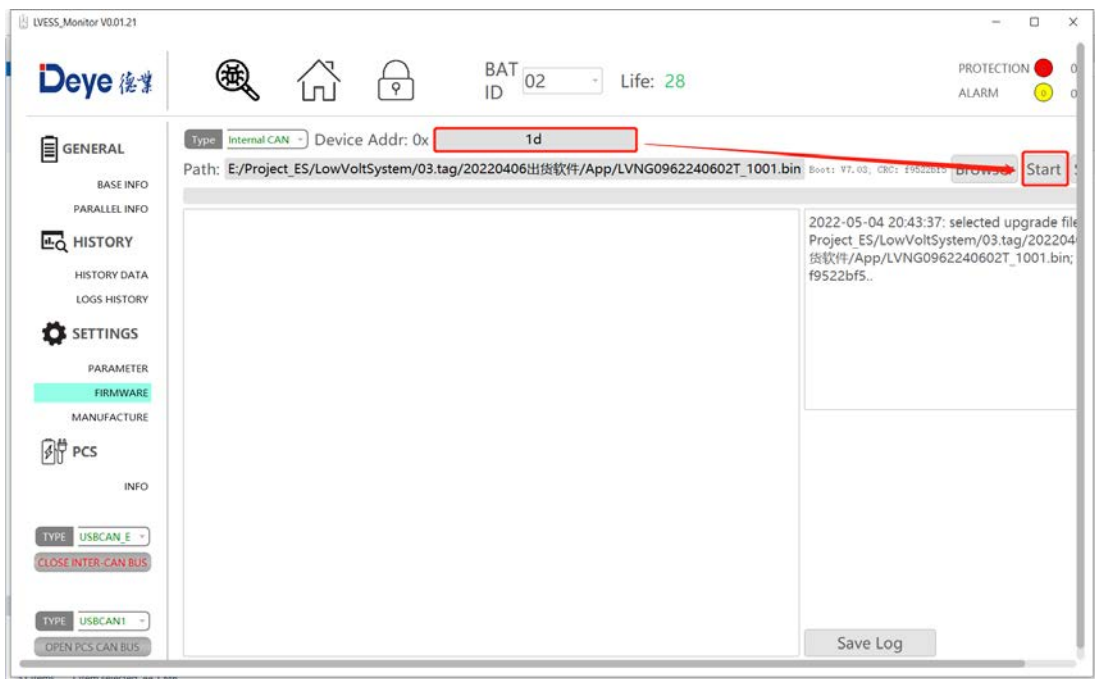 LVESS_Monitor V0.01.21
Deye 德業
BAT ID 02 Life: 28
PROTECTION 0
ALARM 0 0
GENERAL
BASE INFO
PARALLEL INFO
HISTORY
HISTORY DATA
LOGS HISTORY
SETTINGS
PARAMETER
FIRMWARE
MANUFACTURE
PCS
INFO
TYPE USBCAN_E
CLOSE INTER-CAN BUS
TYPE USBCAN1
OPEN PCS CAN BUS
Type Internal CAN Device Addr: 0x 1d
Path: E:/Project_ES/LowVoltSystem/03.tag/20220406出货软件/App/LVNG0962240602T_1001.bin Boot: V7.03, CRC: f9522bf5 Browse Start S
2022-05-04 20:43:37: selected upgrade file
Project_ES/LowVoltSystem/03.tag/202204
货软件/App/LVNG0962240602T_1001.bin;
f9522bf5..
Save Log